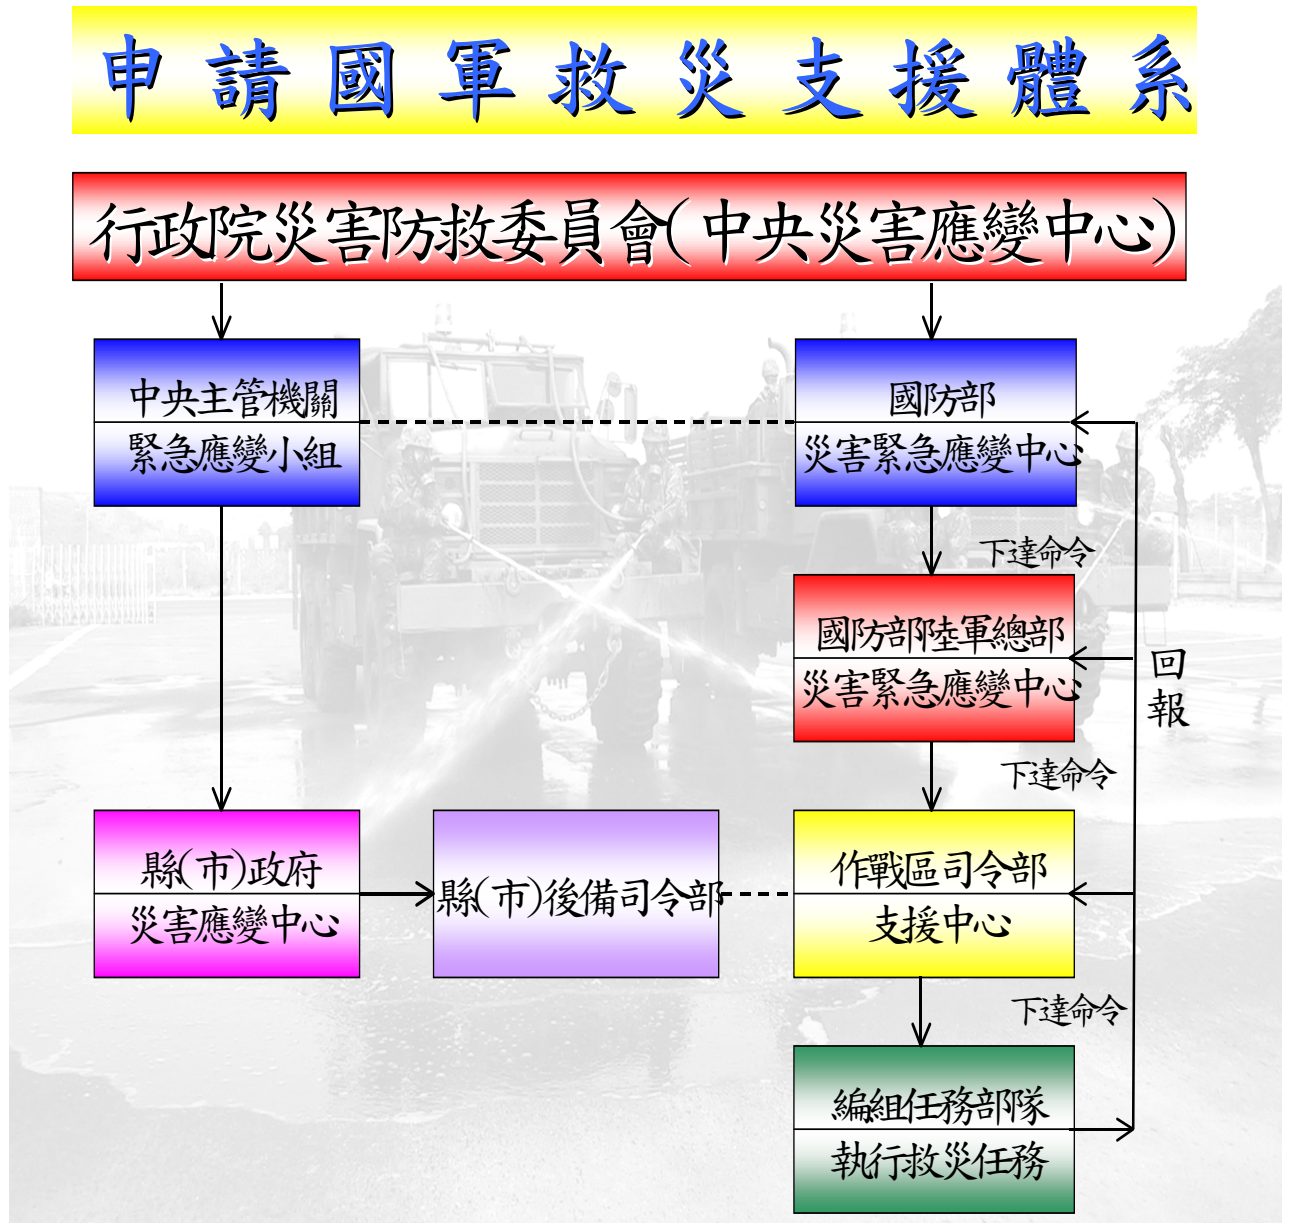 申請國軍救災支援體系
行政院災害防救委員會(中央災害應變中心)
中央主管機關
緊急應變小組
國防部
災害緊急應變中心
下達命令
國防部陸軍總部
災害緊急應變中心
回報
下達命令
縣(市)政府
災害應變中心
縣(市)後備司令部
作戰區司令部
支援中心
下達命令
編組任務部隊
執行救災任務